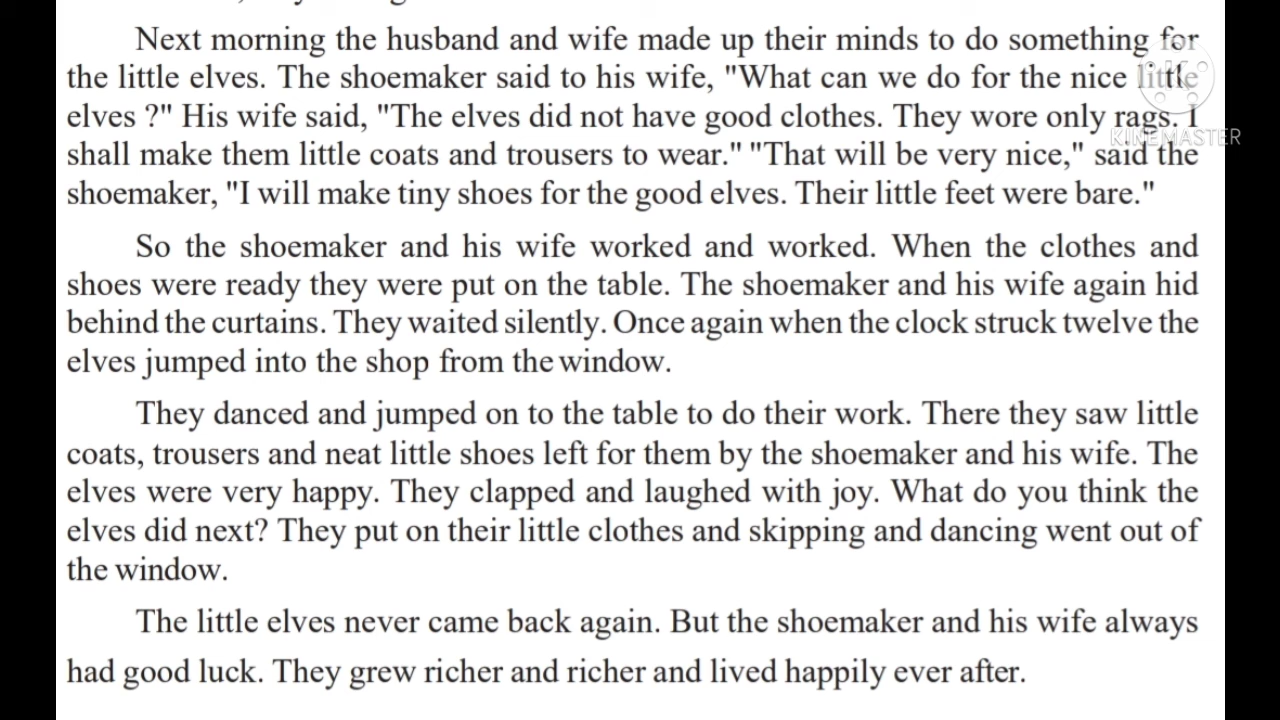 Next morning the husband and wife made up their minds to do something for
the little elves. The shoemaker said to his wife, "What can we do for the nice little
elves ?" His wife said, "The elves did not have good clothes. They wore only rags. I
KINEMASTER
shall make them little coats and trousers to wear." "That will be very nice," said the
shoemaker, "I will make tiny shoes for the good elves. Their little feet were bare."
So the shoemaker and his wife worked and worked. When the clothes and
shoes were ready they were put on the table. The shoemaker and his wife again hid
behind the curtains. They waited silently. Once again when the clock struck twelve the
elves jumped into the shop from the window.
They danced and jumped on to the table to do their work. There they saw little
coats, trousers and neat little shoes left for them by the shoemaker and his wife. The
elves were very happy. They clapped and laughed with joy. What do you think the
elves did next? They put on their little clothes and skipping and dancing went out of
the window.
The little elves never came back again. But the shoemaker and his wife always
had good luck. They grew richer and richer and lived happily ever after.